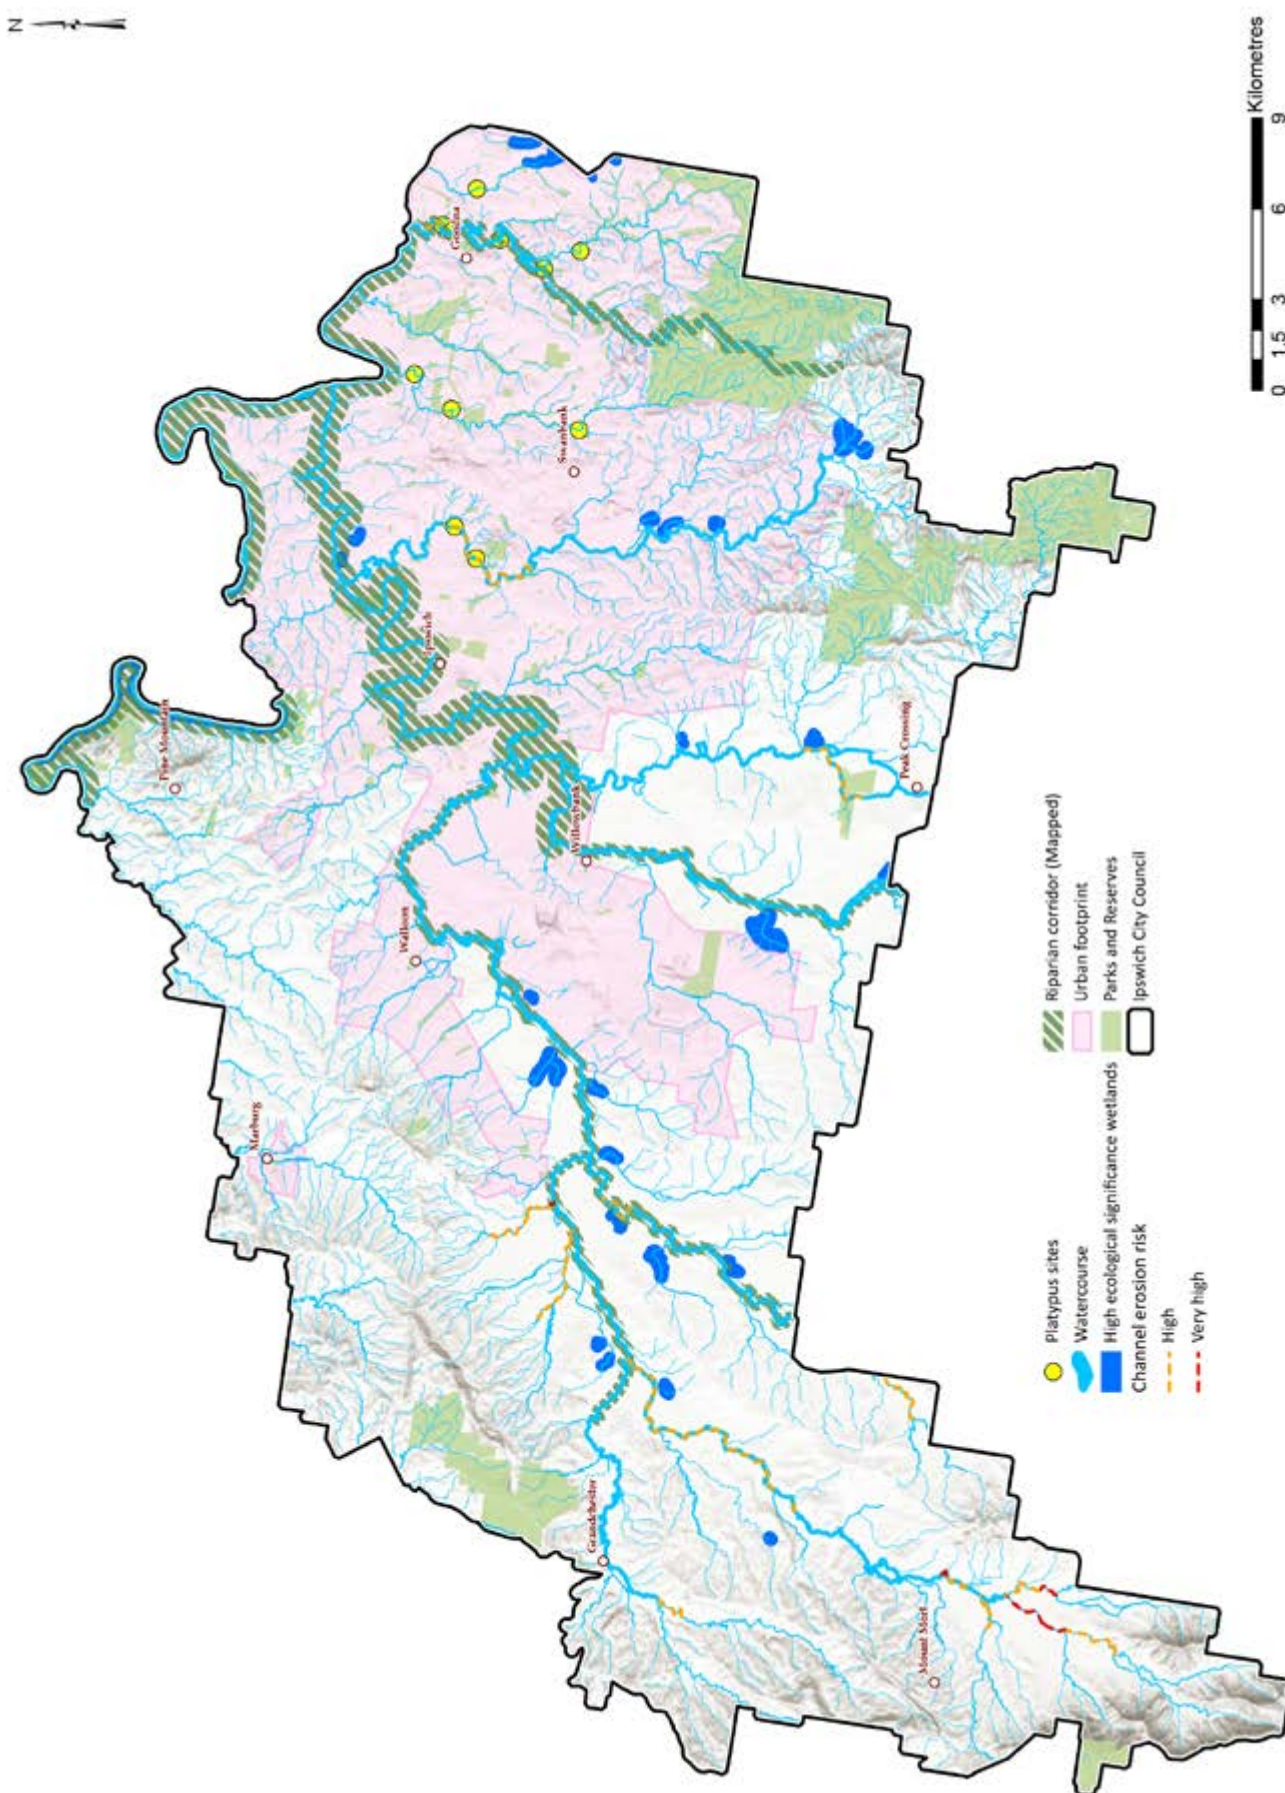 N
Goodna
Swanbank
Ipswich
Pine Mountain
Willowbank
Peak Crossing
Walloon
Marburg
Grandchester
Mount Mort
Platypus sites
Watercourse
High ecological significance wetlands
Channel erosion risk
High
Very high
Riparian corridor (Mapped)
Urban footprint
Parks and Reserves
Ipswich City Council
0 1.5 3 6 9
Kilometres